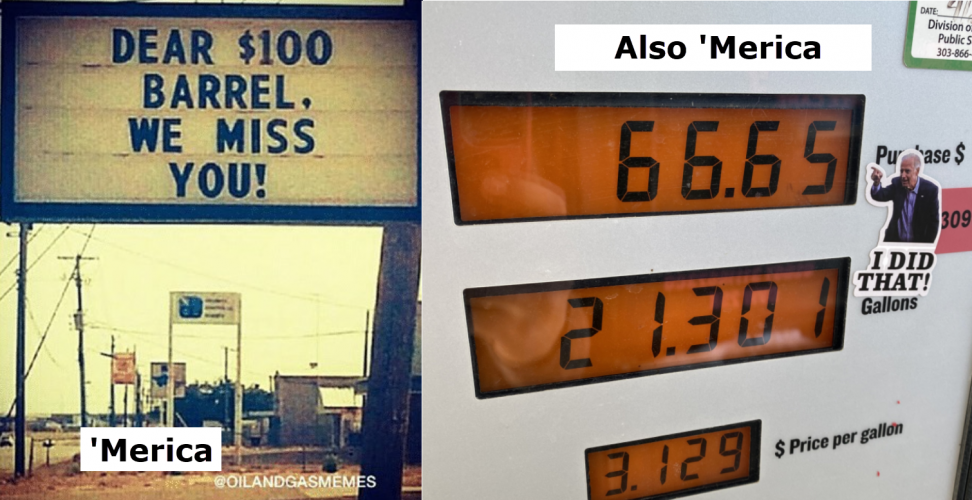 DEAR $100
BARREL,
WE MISS
YOU!
'Merica
@OILANDGASMEMES
Also 'Merica
DATE:
Division o
Public S
303-866-
66.65
Purchase $
309
I DID
THAT!
21.301
Gallons
3.129
$ Price per gallon